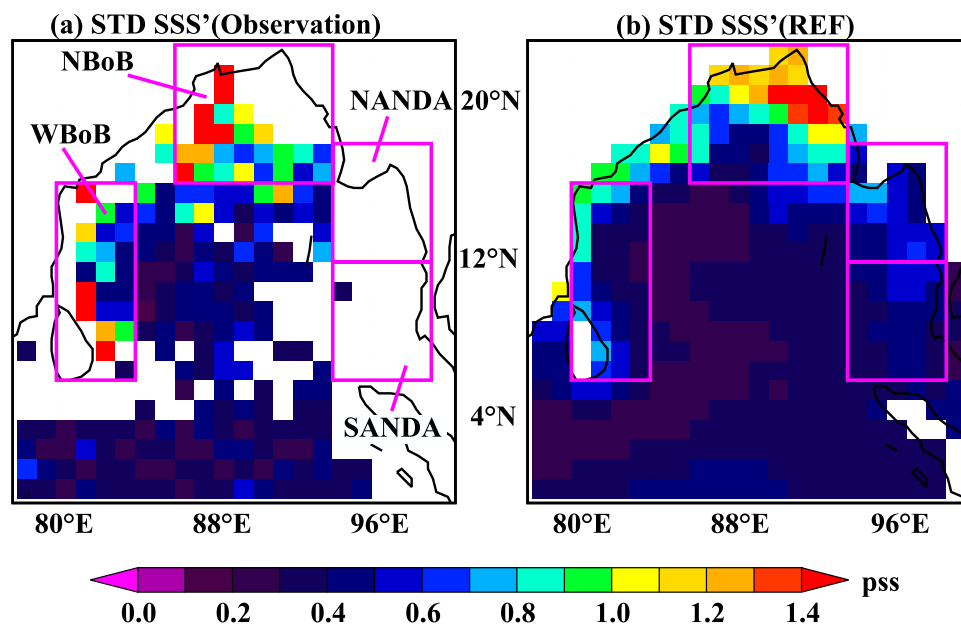 (a) STD SSS’(Observation)
(b) STD SSS’(REF)
NBoB
NANDA
WBoB
SANDA
20°N
12°N
4°N
80°E 88°E 96°E
80°E 88°E 96°E
pss
0.0 0.2 0.4 0.6 0.8 1.0 1.2 1.4